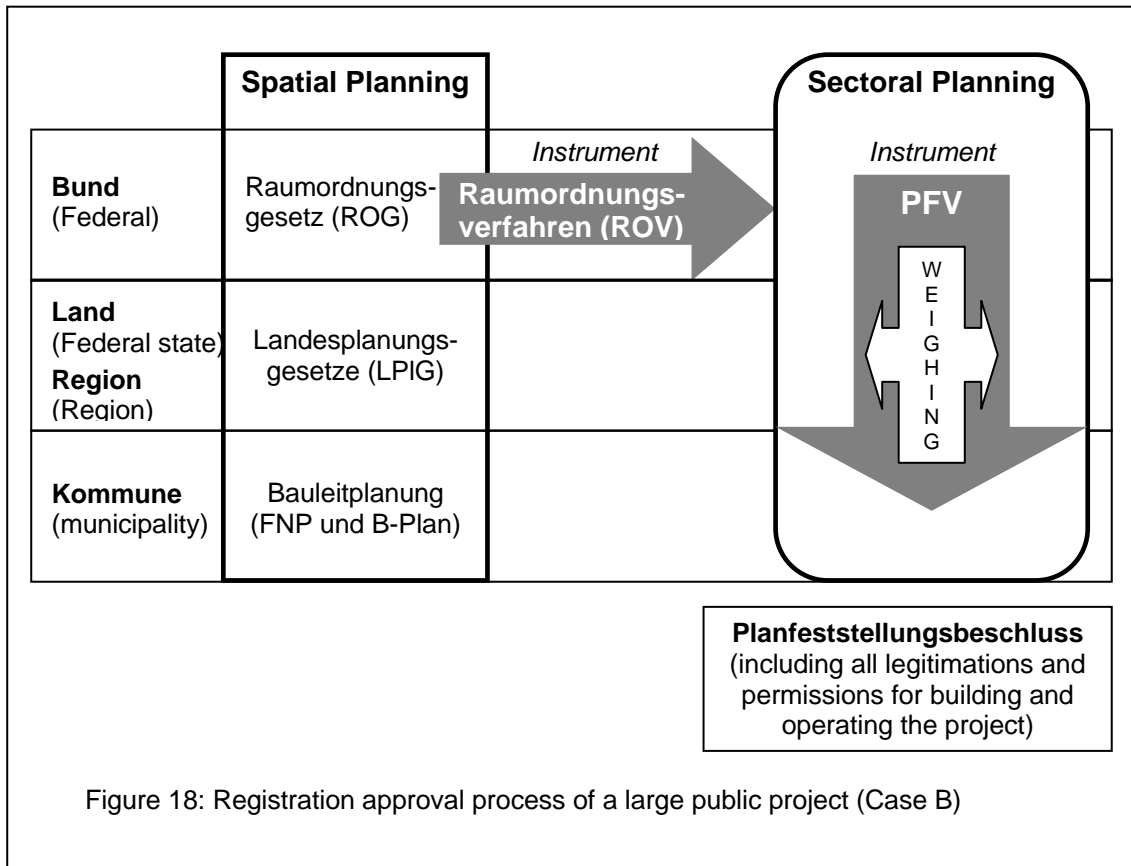 Spatial Planning
Sectoral Planning
Bund
(Federal)
Raumordnungs-
gesetz (ROG)
Instrument
Raumordnungs-
verfahren (ROV)
Instrument
PFV
WEIGHING
Land
(Federal state)
Region
(Region)
Landesplanungs-
gesetze (LPlG)
Kommune
(municipality)
Bauleitplanung
(FNP und B-Plan)
Planfeststellungsbeschluss
(including all legitimations and
permissions for building and
operating the project)
Figure 18: Registration approval process of a large public project (Case B)